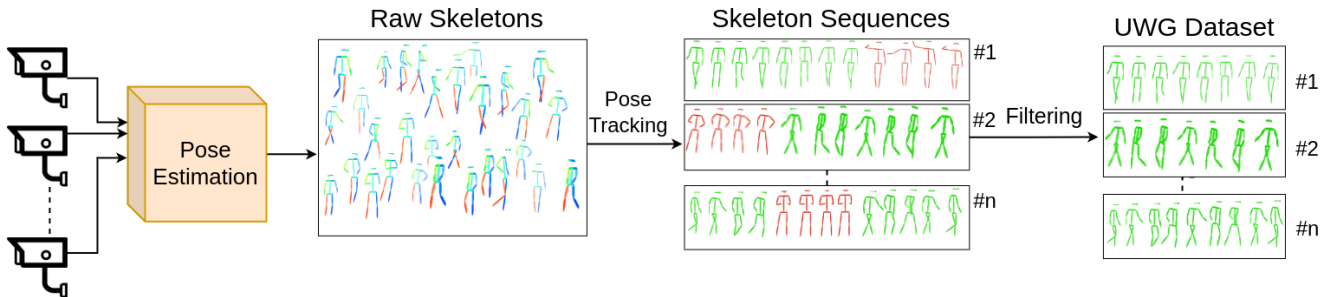 Raw Skeletons
Skeleton Sequences
UWG Dataset
Pose
Estimation
Pose
Tracking
#1
#2
#n
Filtering
#1
#2
#n